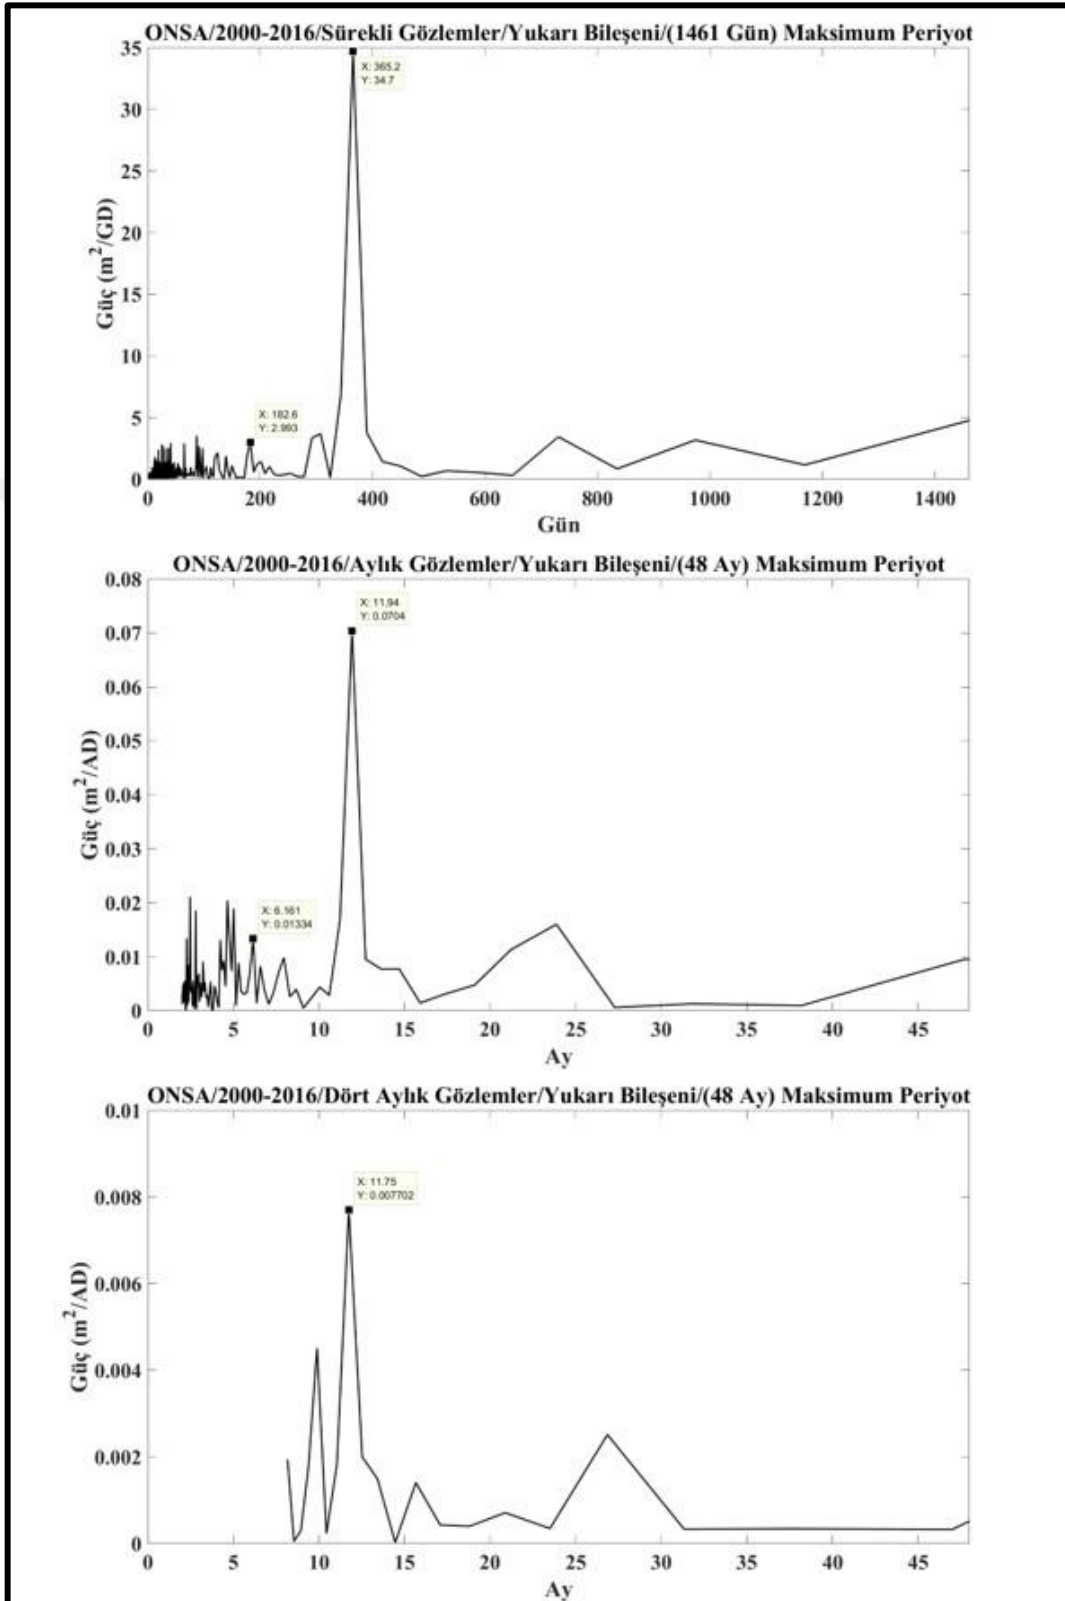 ONSA/2000-2016/Sürekli Gözlemler/Yukarı Bileşeni/(1461 Gün) Maksimum Periyot
35
30
25
20
15
10
5
0
Güç (m²/GD)
X: 365.2
Y: 34.7
X: 182.6
Y: 2.993
0 200 400 600 800 1000 1200 1400
Gün
ONSA/2000-2016/Aylık Gözlemler/Yukarı Bileşeni/(48 Ay) Maksimum Periyot
0.08
0.07
0.06
0.05
0.04
0.03
0.02
0.01
0
Güç (m²/AD)
X: 11.94
Y: 0.0704
X: 6.161
Y: 0.01334
0 5 10 15 20 25 30 35 40 45
Ay
ONSA/2000-2016/Dört Aylık Gözlemler/Yukarı Bileşeni/(48 Ay) Maksimum Periyot
0.01
0.008
0.006
0.004
0.002
0
Güç (m²/AD)
X: 11.75
Y: 0.007702
0 5 10 15 20 25 30 35 40 45
Ay